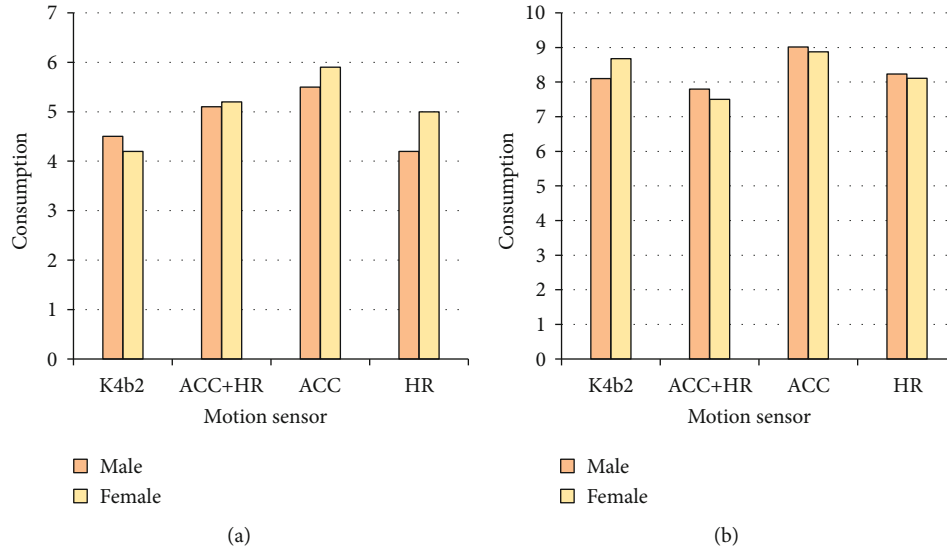 7
6
5
4
3
2
1
0
Consumption
K4b2 ACC+HR ACC HR
Motion sensor
Male
Female
(a)
10
9
8
7
6
5
4
3
2
1
0
Consumption
K4b2 ACC+HR ACC HR
Motion sensor
Male
Female
(b)